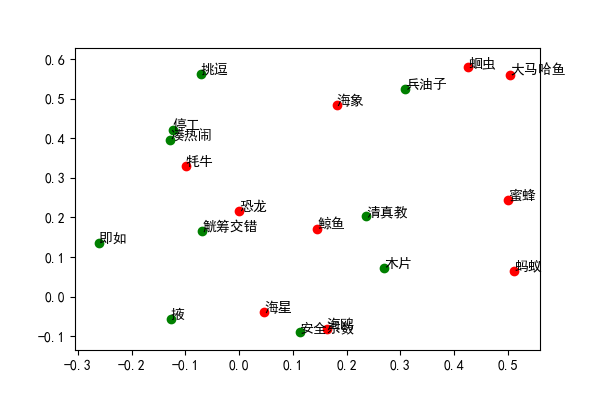 0.6
0.5
0.4
0.3
0.2
0.1
0.0
−0.1
−0.3
−0.2
−0.1
0.0
0.1
0.2
0.3
0.4
0.5
挑逗
蛔虫
大马哈鱼
兵油子
海象
停工
凑热闹
牦牛
蜜蜂
恐龙
清真教
觥筹交错
鲸鱼
即如
木片
蚂蚁
掖
海星
安全系数
海鸥